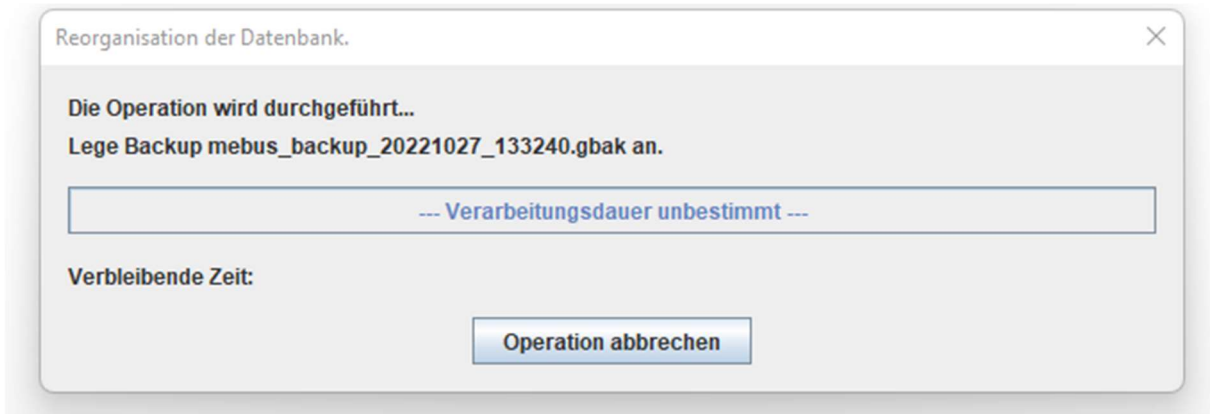 Reorganisation der Datenbank.
Die Operation wird durchgeführt...
Lege Backup mebus_backup_20221027_133240.gbak an.
--- Verarbeitungsdauer unbestimmt ---
Verbleibende Zeit:
Operation abbrechen